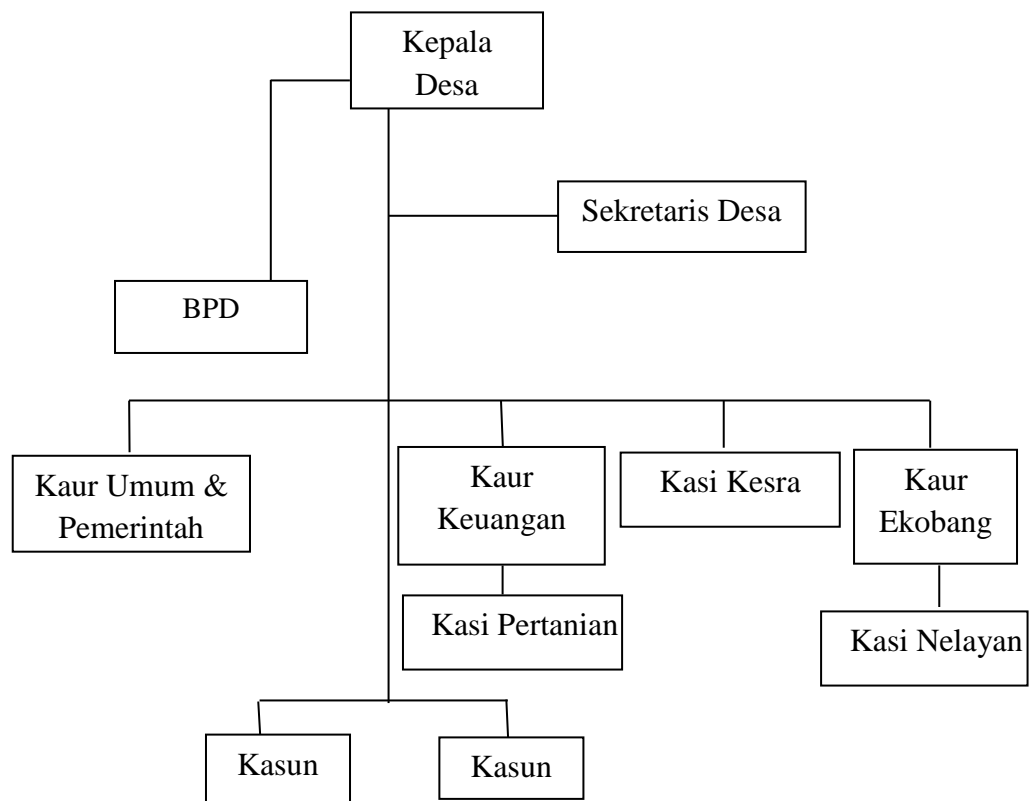 Kepala
Desa
Sekretaris Desa
BPD
Kaur Umum &
Pemerintah
Kaur
Keuangan
Kasi Kesra
Kaur
Ekobang
Kasi Pertanian
Kasi Nelayan
Kasun
Kasun